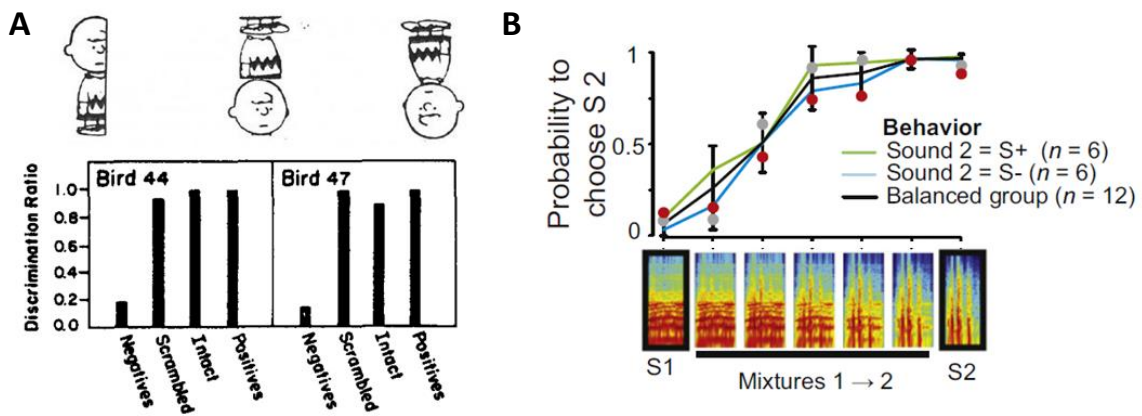 A
B
Bird 44
Bird 47
Discrimination Ratio
1.0
0.8
0.6
0.4
0.2
0.0
Negatives
Scrambled
Intact
Positives
Negatives
Scrambled
Intact
Positives
Probability to
choose S 2
1
0.5
0
Behavior
Sound 2 = S+ (n = 6)
Sound 2 = S- (n = 6)
Balanced group (n = 12)
S1
S2
Mixtures 1 → 2